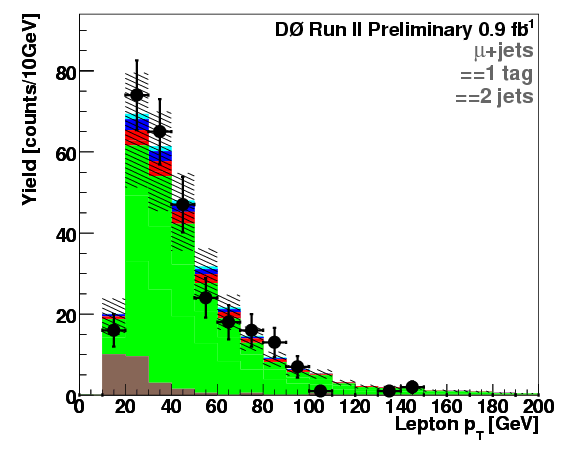 DØ Run II Preliminary 0.9 fb-1
μ+jets
==1 tag
==2 jets
Yield [counts/10GeV]
80
60
40
20
0
0 20 40 60 80 100 120 140 160 180 200
Lepton pT [GeV]